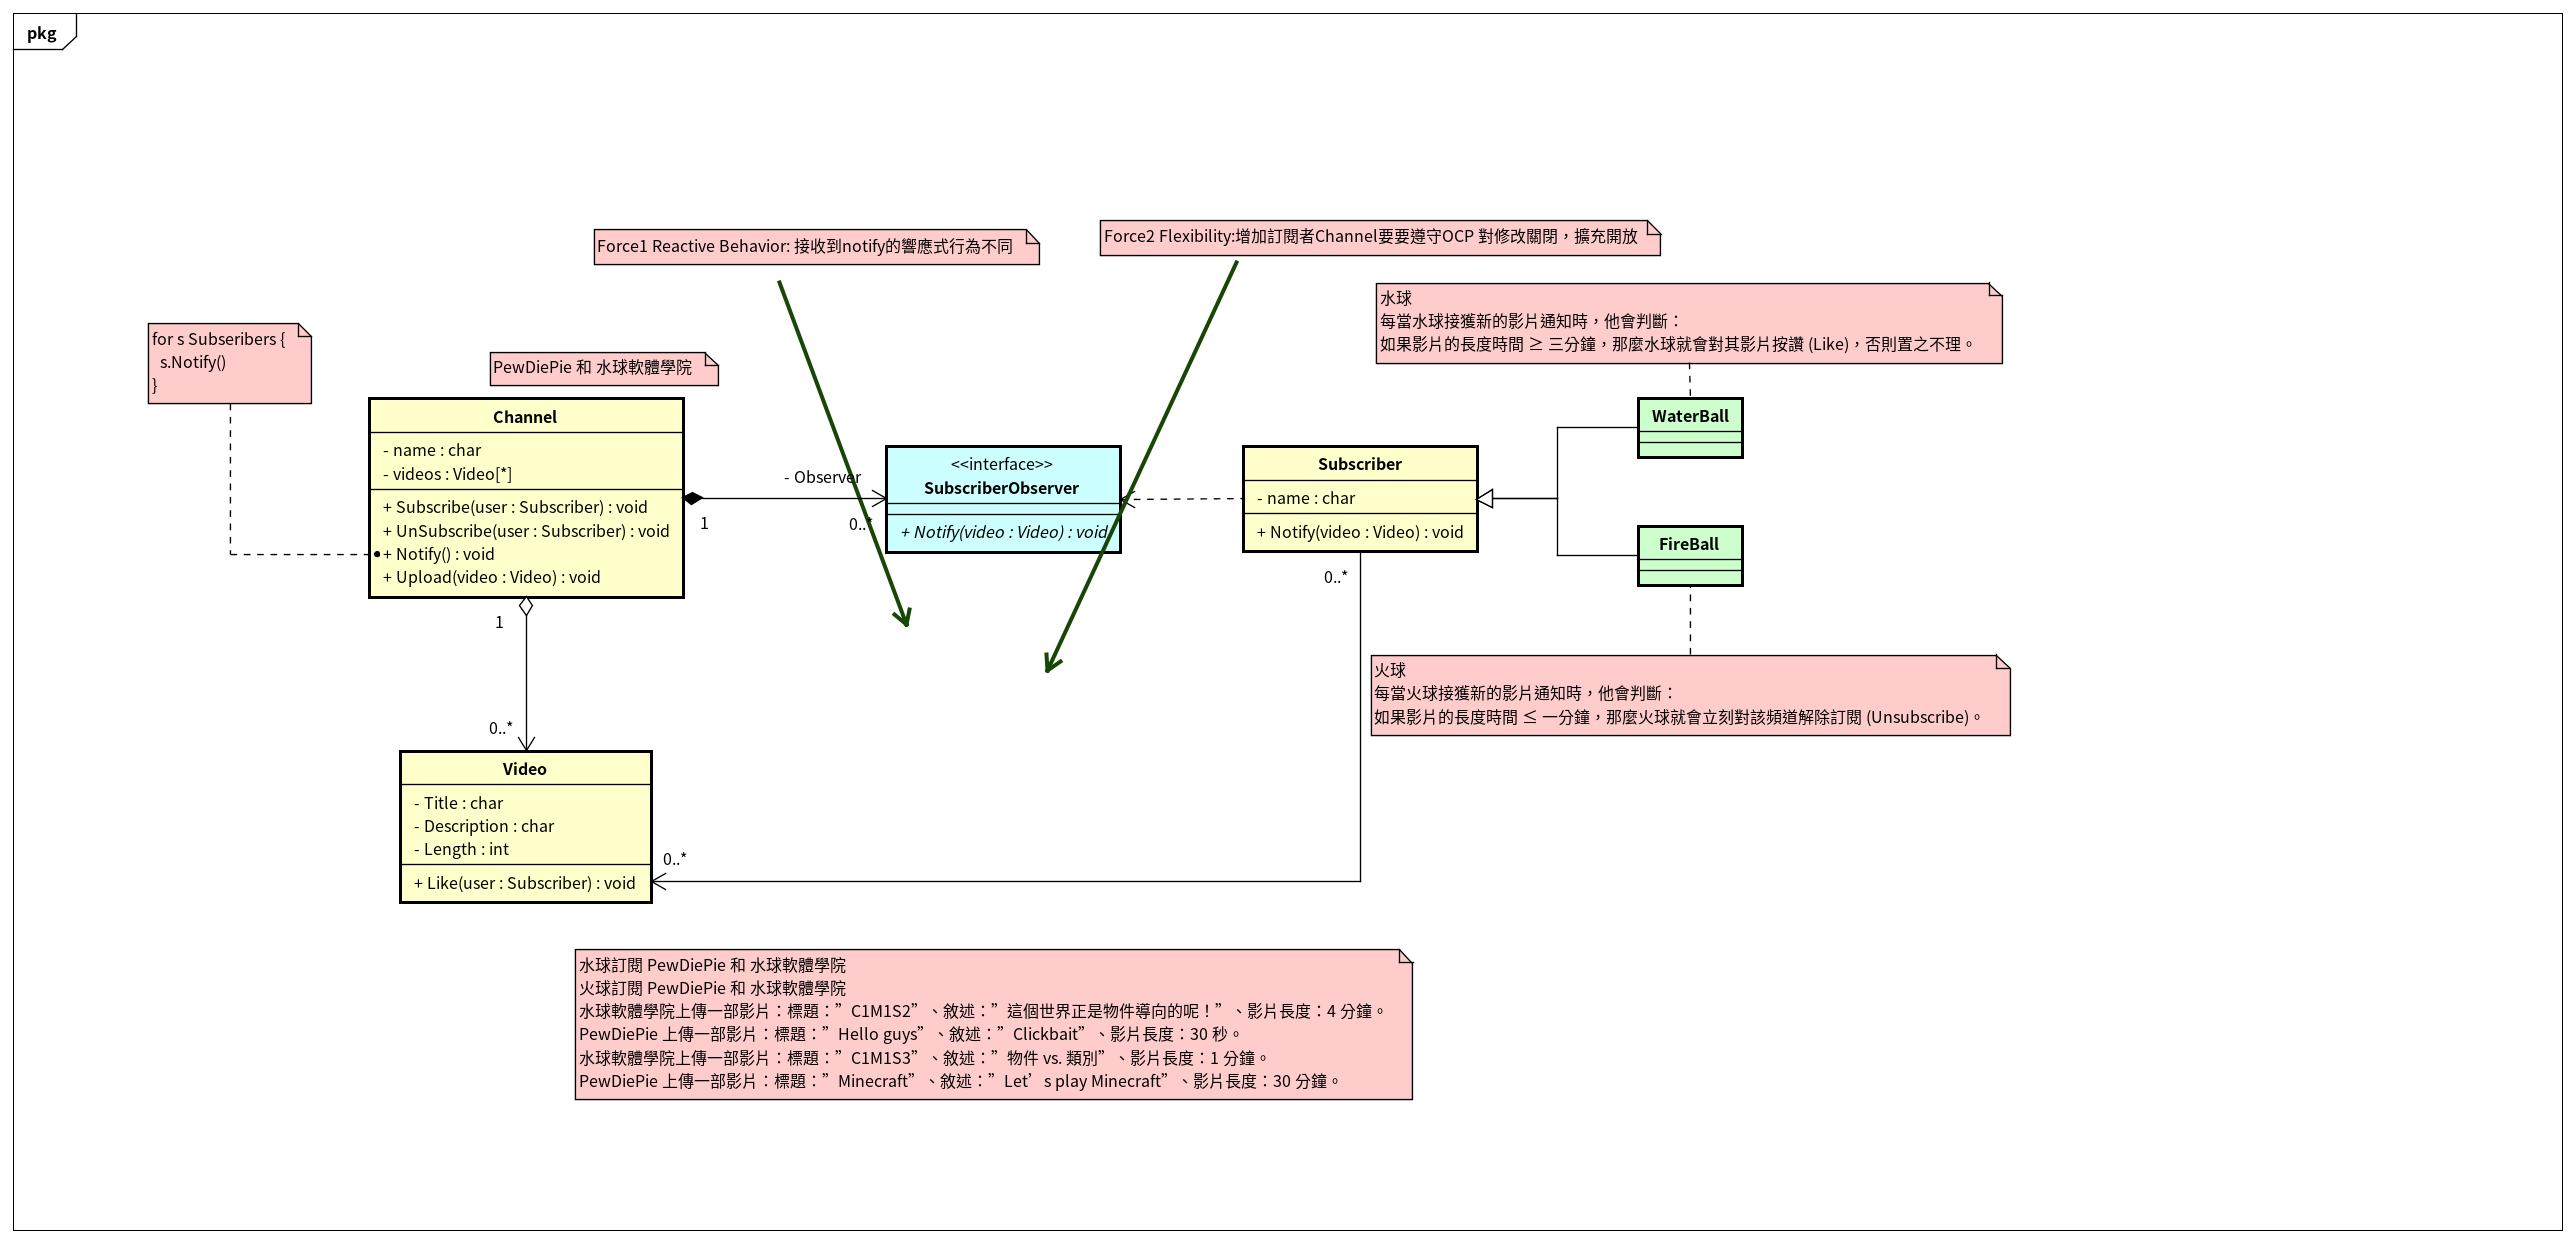 pkg
Force1 Reactive Behavior: 接收到notify的響應式行為不同
Force2 Flexibility:增加訂閱者Channel要要遵守OCP 對修改關閉，擴充開放
水球
每當水球接獲新的影片通知時，他會判斷：
如果影片的長度時間 ≥ 三分鐘，那麼水球就會對其影片按讚 (Like)，否則置之不理。
for s Subseribers {
s.Notify()
}
PewDiePie 和 水球軟體學院
Channel
- name : char
- videos : Video[*]
+ Subscribe(user : Subscriber) : void
+ UnSubscribe(user : Subscriber) : void
+ Notify() : void
+ Upload(video : Video) : void
- Observer
1
0..*
<<interface>>
SubscriberObserver
+ Notify(video : Video) : void
Subscriber
- name : char
+ Notify(video : Video) : void
WaterBall
FireBall
0..*
1
0..*
火球
每當火球接獲新的影片通知時，他會判斷：
如果影片的長度時間 ≤ 一分鐘，那麼火球就會立刻對該頻道解除訂閱 (Unsubscribe)。
Video
- Title : char
- Description : char
- Length : int
+ Like(user : Subscriber) : void
0..*
水球訂閱 PewDiePie 和 水球軟體學院
火球訂閱 PewDiePie 和 水球軟體學院
水球軟體學院上傳一部影片：標題：”C1M1S2”、敘述：”這個世界正是物件導向的呢！”、影片長度：4 分鐘。
PewDiePie 上傳一部影片：標題：”Hello guys”、敘述：”Clickbait”、影片長度：30 秒。
水球軟體學院上傳一部影片：標題：”C1M1S3”、敘述：”物件 vs. 類別”、影片長度：1 分鐘。
PewDiePie 上傳一部影片：標題：”Minecraft”、敘述：”Let’s play Minecraft”、影片長度：30 分鐘。